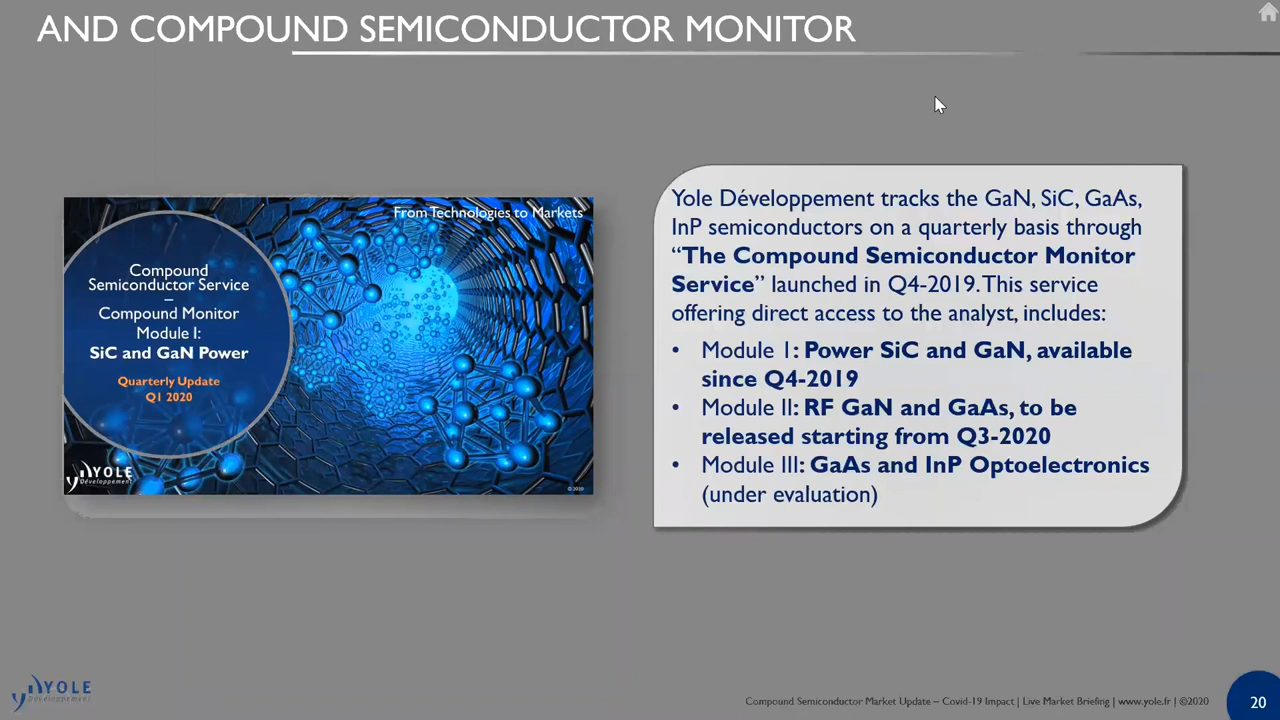 AND COMPOUND SEMICONDUCTOR MONITOR
From Technologies to Markets
Compound
Semiconductor Service
–
Compound Monitor
Module I:
SiC and GaN Power
Quarterly Update
Q1 2020
YOLE
Développement
© 2020
Yole Développement tracks the GaN, SiC, GaAs,
InP semiconductors on a quarterly basis through
“The Compound Semiconductor Monitor
Service” launched in Q4-2019. This service
offering direct access to the analyst, includes:
• Module 1: Power SiC and GaN, available
since Q4-2019
• Module II: RF GaN and GaAs, to be
released starting from Q3-2020
• Module III: GaAs and InP Optoelectronics
(under evaluation)
YOLE
Développement
Compound Semiconductor Market Update – Covid-19 Impact | Live Market Briefing | www.yole.fr | ©2020
20